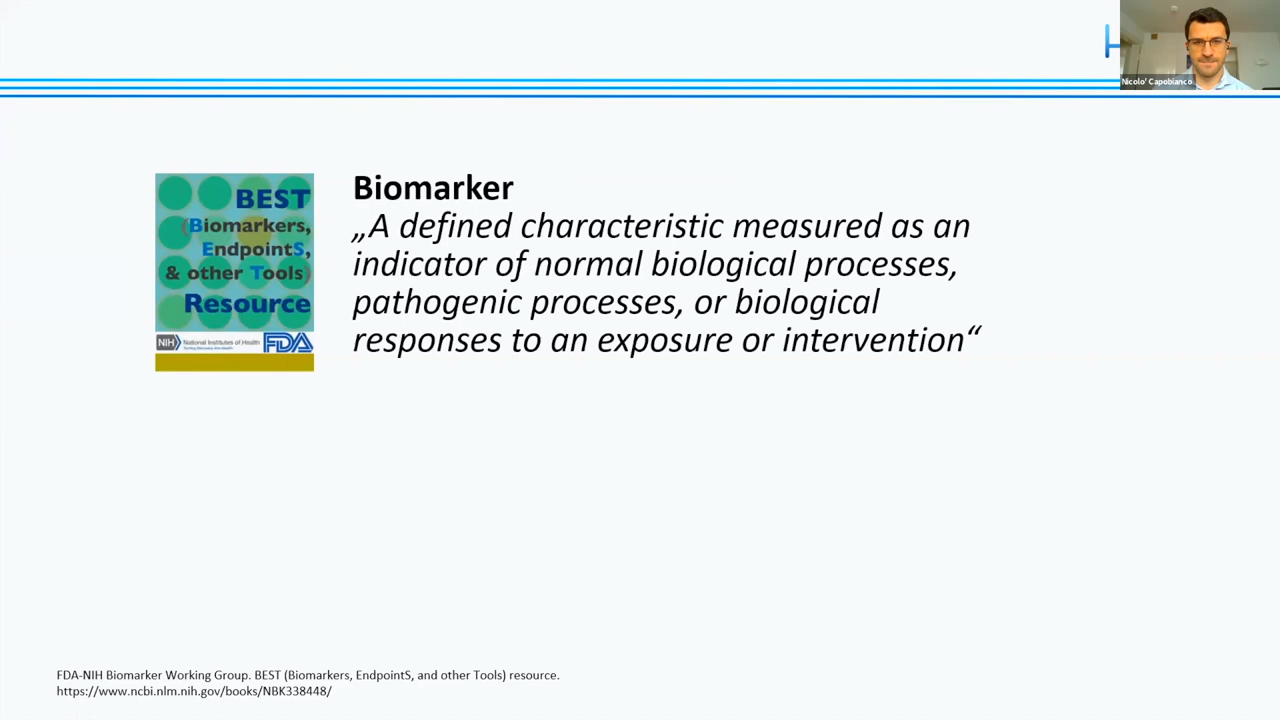 H
Nicolo' Capobianco
Biomarker
„A defined characteristic measured as an
indicator of normal biological processes,
pathogenic processes, or biological
responses to an exposure or intervention“
BEST
(Biomarkers,
EndpointS,
& other Tools)
Resource
NIH National Institutes of Health
FDA
FDA-NIH Biomarker Working Group. BEST (Biomarkers, EndpointS, and other Tools) resource.
https://www.ncbi.nlm.nih.gov/books/NBK338448/